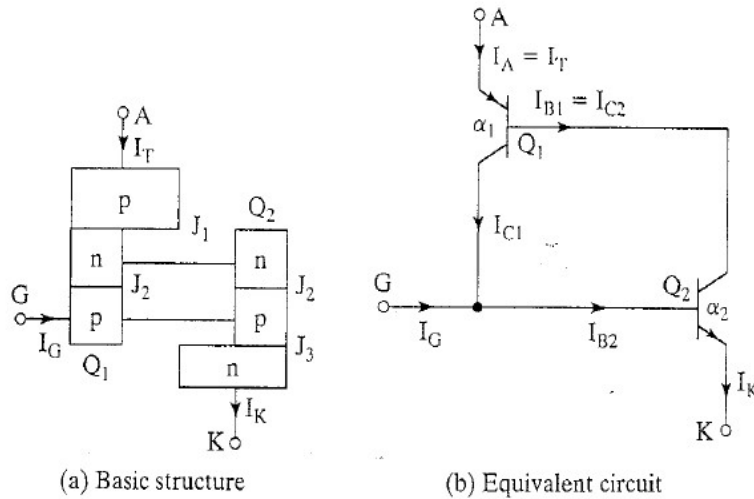 A
I_T
p
J_1
Q_2
n
n
J_2
J_2
G
p
p
I_G
J_3
Q_1
n
I_K
K
(a) Basic structure
A
I_A = I_T
I_B1 = I_C2
α_1
Q_1
I_C1
Q_2
G
α_2
I_G
I_B2
I_K
K
(b) Equivalent circuit